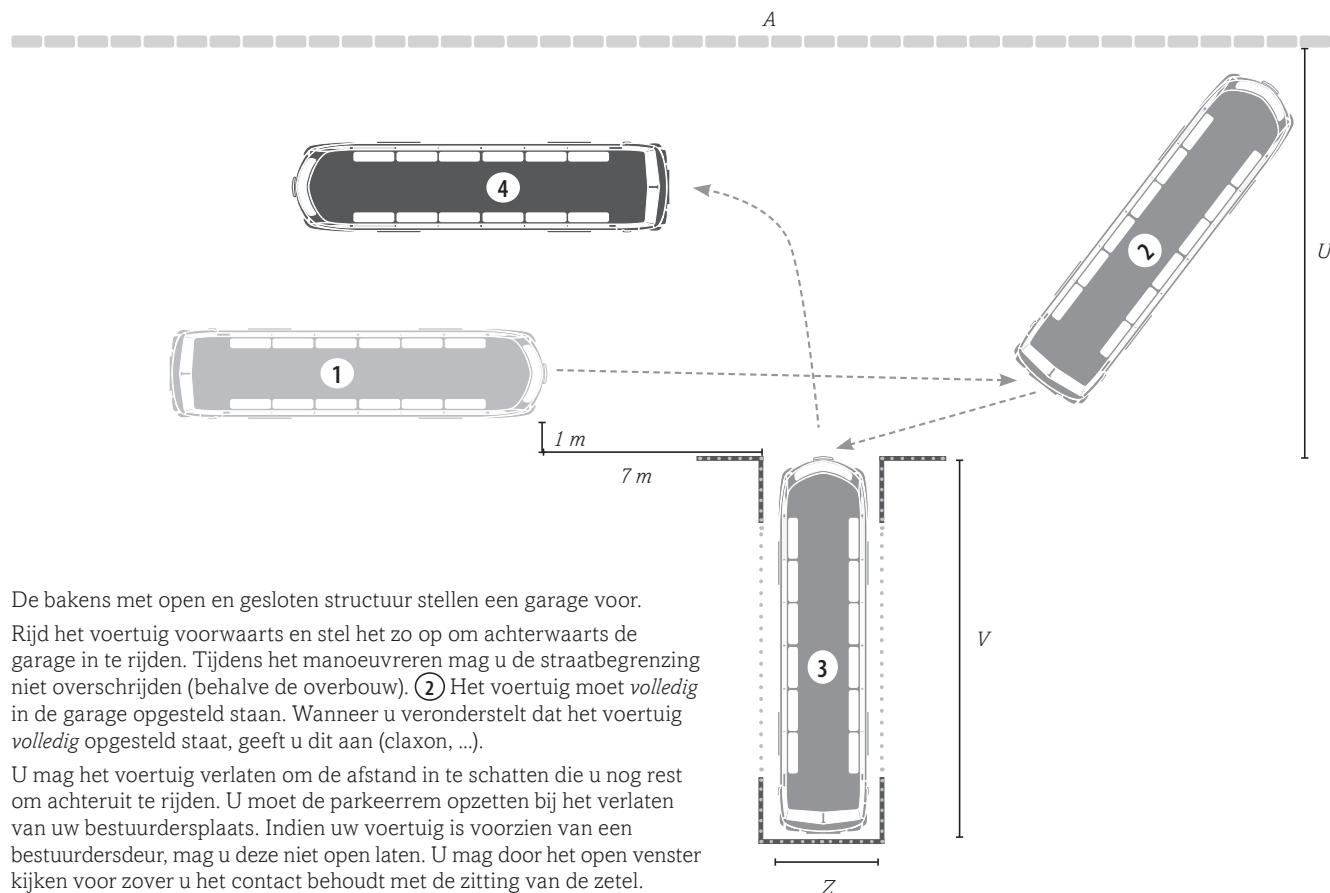 A
4
2
U
1
1 m
7 m
3
V
De bakens met open en gesloten structuur stellen een garage voor.
Rijd het voertuig voorwaarts en stel het zo op om achterwaarts de
garage in te rijden. Tijdens het manoeuvreren mag u de straatbegrenzing
niet overschrijden (behalve de overbouw). 2 Het voertuig moet volledig
in de garage opgesteld staan. Wanneer u veronderstelt dat het voertuig
volledig opgesteld staat, geeft u dit aan (claxon, ...).
U mag het voertuig verlaten om de afstand in te schatten die u nog rest
om achteruit te rijden. U moet de parkeerrem opzetten bij het verlaten
van uw bestuurdersplaats. Indien uw voertuig is voorzien van een
bestuurdersdeur, mag u deze niet open laten. U mag door het open venster
kijken voor zover u het contact behoudt met de zitting van de zetel.
Z